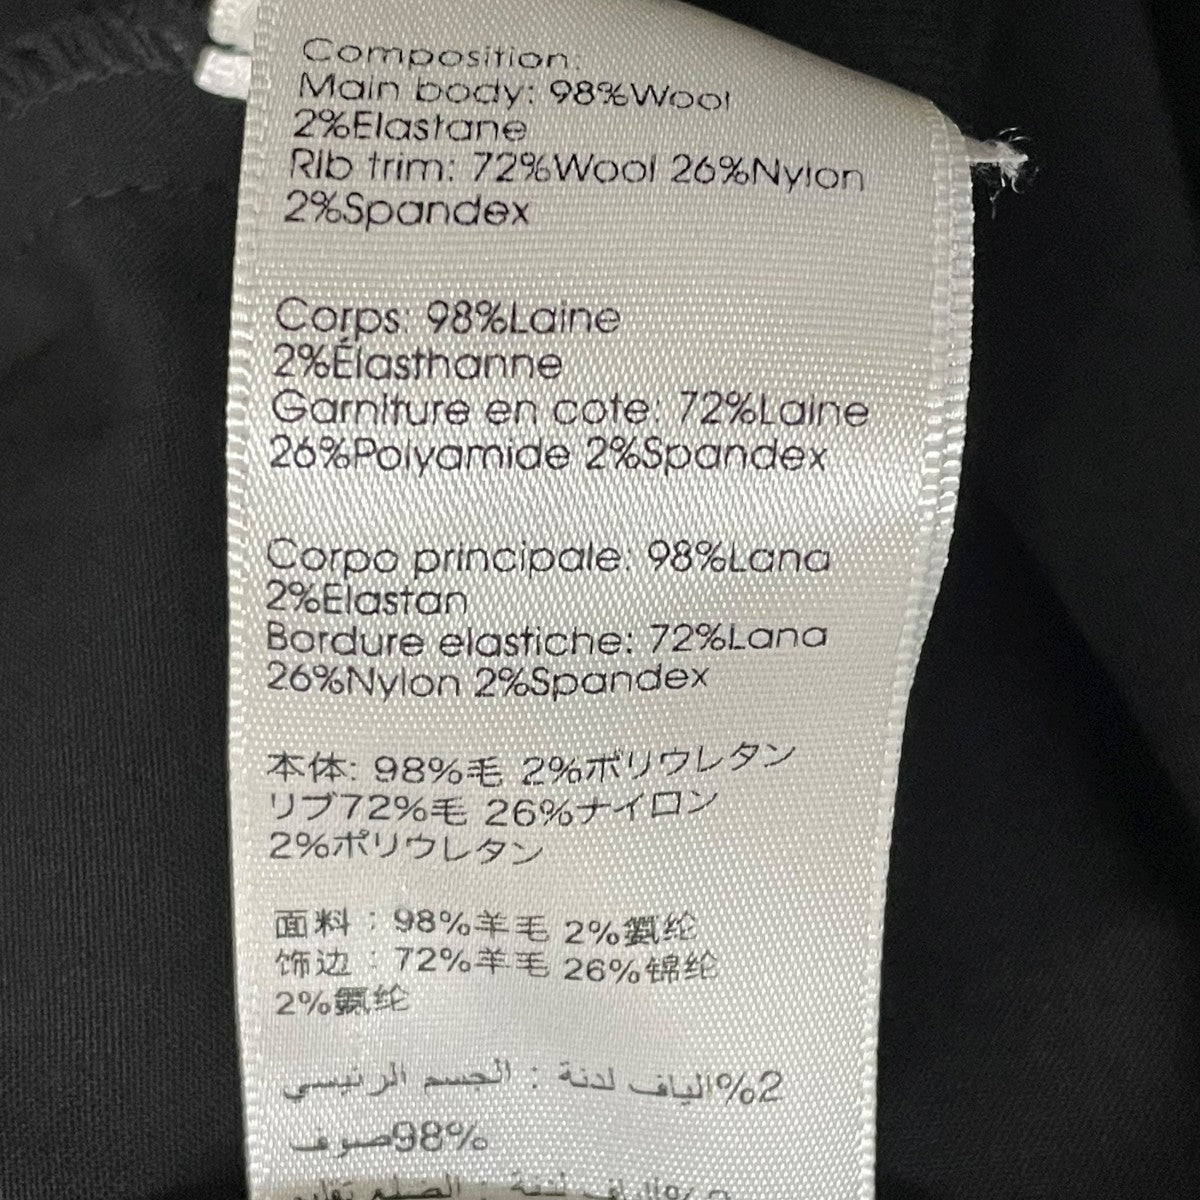 Composition:
Main body: 98%Wool
2%Elastane
Rib trim: 72%Wool 26%Nylon
2%Spandex
Corps: 98%Laine
2%Élasthanne
Garniture en cote: 72%Laine
26%Polyamide 2%Spandex
Corpo principale: 98%Lana
2%Elastan
Bordure elastiche: 72%Lana
26%Nylon 2%Spandex
本体: 98%毛 2%ポリウレタン
リブ72%毛 26%ナイロン
2%ポリウレタン
面料：98%羊毛 2%氨纶
饰边：72%羊毛 26%锦纶
2%氨纶
2%الياف لدنة : الجسم الرئيسي
98%صوف